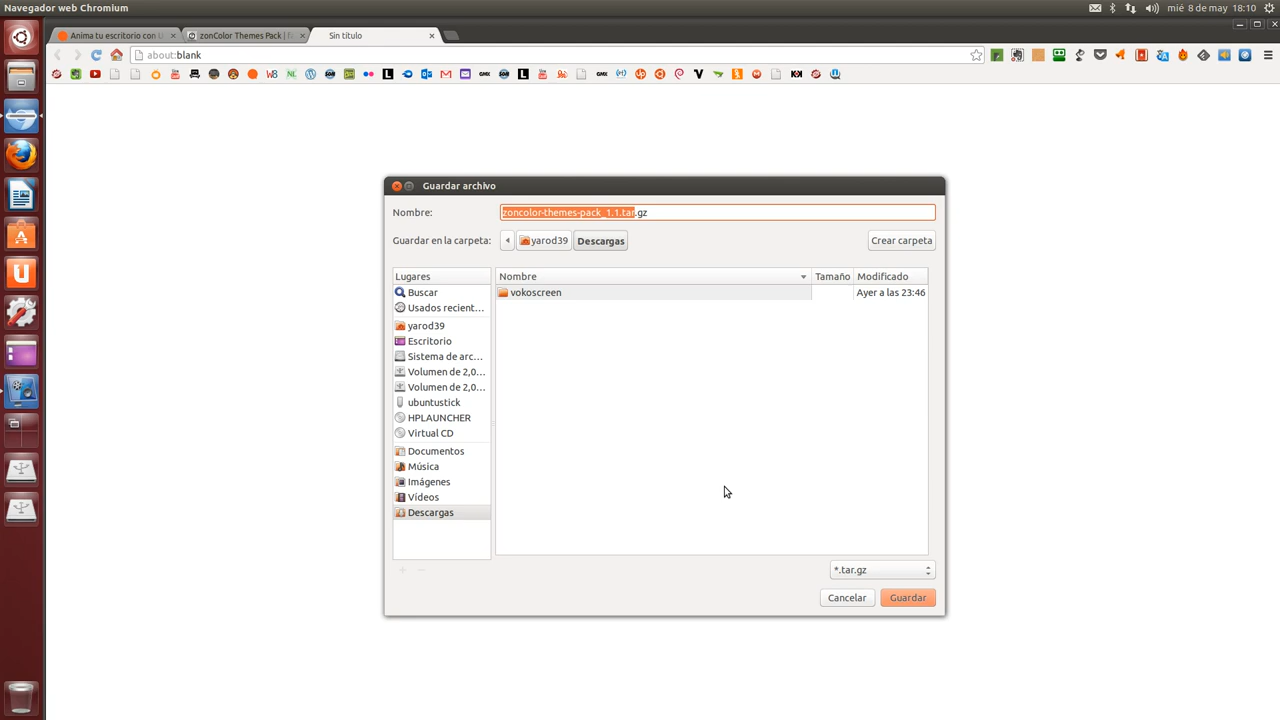 Navegador web Chromium
mié 8 de may 18:10
Anima tu escritorio con U
zonColor Themes Pack |
Sin título
about:blank
Guardar archivo
Nombre:
zoncolor-themes-pack_1.1.tar.gz
Guardar en la carpeta:
yarod39
Descargas
Crear carpeta
Lugares
Nombre
Tamaño
Modificado
Buscar
vokoscreen
Ayer a las 23:46
Usados recient...
yarod39
Escritorio
Sistema de arc...
Volumen de 2,0...
Volumen de 2,0...
ubuntustick
HPLAUNCHER
Virtual CD
Documentos
Música
Imágenes
Vídeos
Descargas
*.tar.gz
Cancelar
Guardar